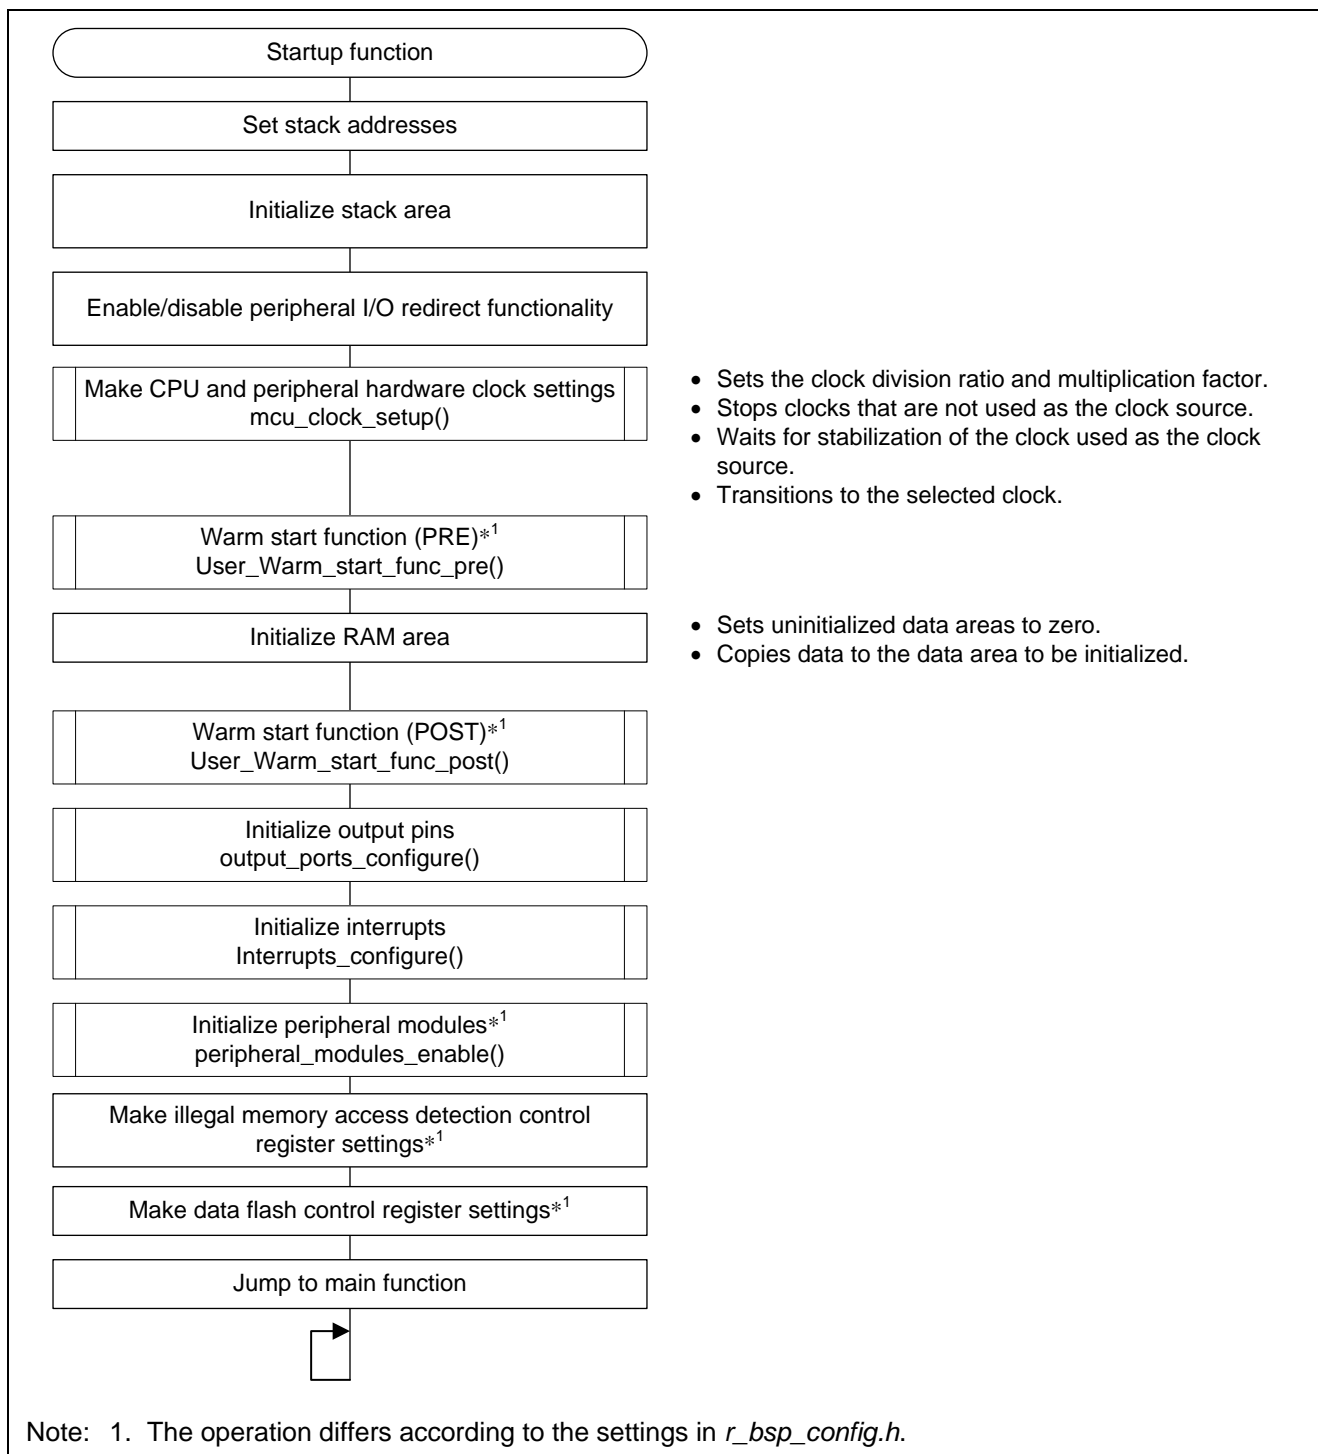 Startup function
Set stack addresses
Initialize stack area
Enable/disable peripheral I/O redirect functionality
Make CPU and peripheral hardware clock settings
mcu_clock_setup()
• Sets the clock division ratio and multiplication factor.
• Stops clocks that are not used as the clock source.
• Waits for stabilization of the clock used as the clock
source.
• Transitions to the selected clock.
Warm start function (PRE)*1
User_Warm_start_func_pre()
Initialize RAM area
• Sets uninitialized data areas to zero.
• Copies data to the data area to be initialized.
Warm start function (POST)*1
User_Warm_start_func_post()
Initialize output pins
output_ports_configure()
Initialize interrupts
Interrupts_configure()
Initialize peripheral modules*1
peripheral_modules_enable()
Make illegal memory access detection control
register settings*1
Make data flash control register settings*1
Jump to main function
Note: 1. The operation differs according to the settings in r_bsp_config.h.